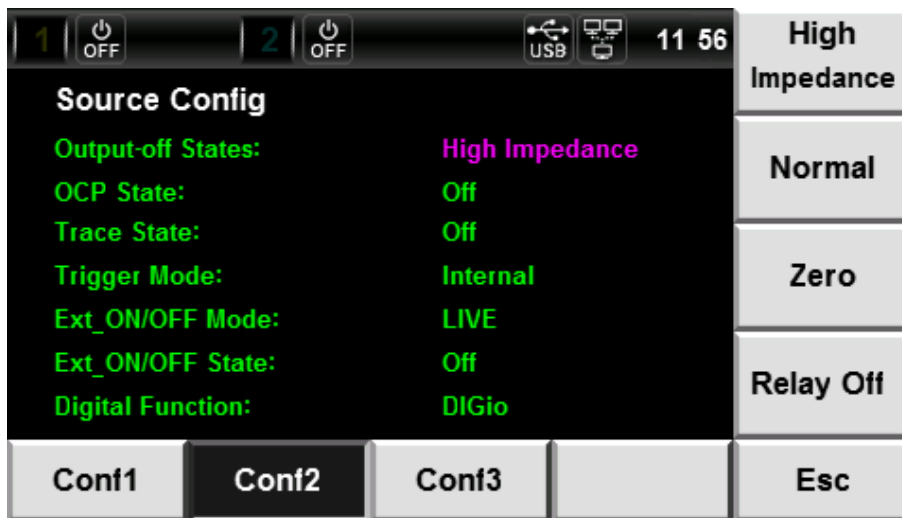 1 OFF 2 OFF USB 11 56
Source Config
Output-off States: High Impedance
OCP State: Off
Trace State: Off
Trigger Mode: Internal
Ext_ON/OFF Mode: LIVE
Ext_ON/OFF State: Off
Digital Function: DIGio
High
Impedance
Normal
Zero
Relay Off
Conf1 Conf2 Conf3 Esc